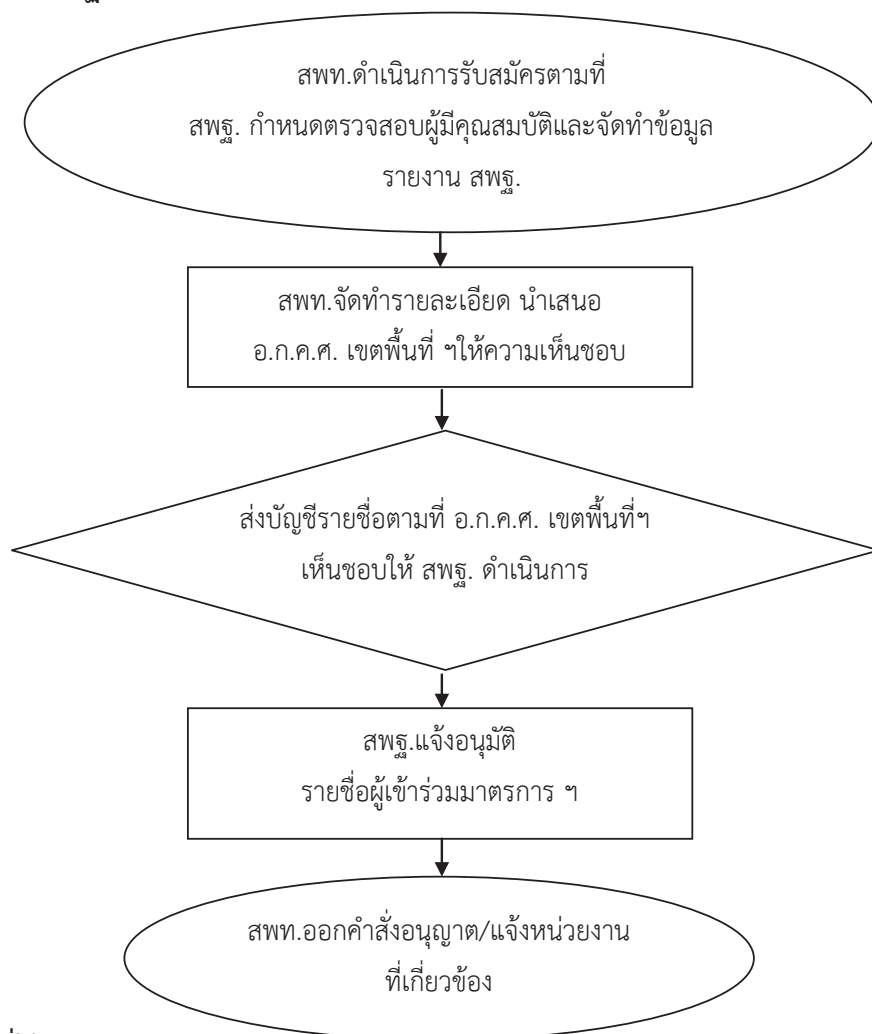 สพท.ดำเนินการรับสมัครตามที่
สพฐ. กำหนดตรวจสอบผู้มีคุณสมบัติและจัดทำข้อมูล
รายงาน สพฐ.
สพท.จัดทำรายละเอียด นำเสนอ
อ.ก.ค.ศ. เขตพื้นที่ ฯให้ความเห็นชอบ
ส่งบัญชีรายชื่อตามที่ อ.ก.ค.ศ. เขตพื้นที่ฯ
เห็นชอบให้ สพฐ. ดำเนินการ
สพฐ.แจ้งอนุมัติ
รายชื่อผู้เข้าร่วมมาตรการ ฯ
สพท.ออกคำสั่งอนุญาต/แจ้งหน่วยงาน
ที่เกี่ยวข้อง